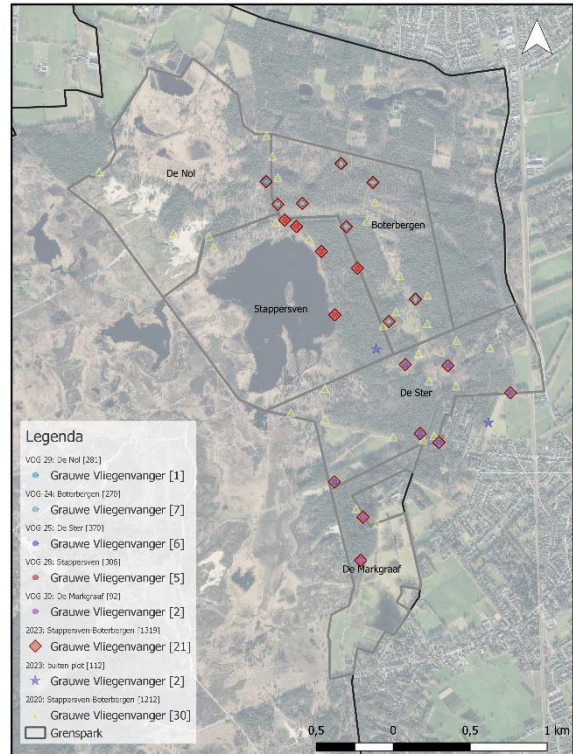 De Nol
Boterbergen
Stappersven
De Ster
De Markgraaf
Legenda
VOG 29: De Nol [281]
Grauwe Vliegenvanger [1]
VOG 24: Boterbergen [270]
Grauwe Vliegenvanger [7]
VOG 25: De Ster [370]
Grauwe Vliegenvanger [6]
VOG 28: Stappersven [306]
Grauwe Vliegenvanger [5]
VOG 30: De Markgraaf [92]
Grauwe Vliegenvanger [2]
2023: Stappersven-Boterbergen [1319]
Grauwe Vliegenvanger [21]
2023: buiten plot [112]
Grauwe Vliegenvanger [2]
2020: Stappersven-Boterbergen [1212]
Grauwe Vliegenvanger [30]
Grenspark
0,5 0 0,5 1 km